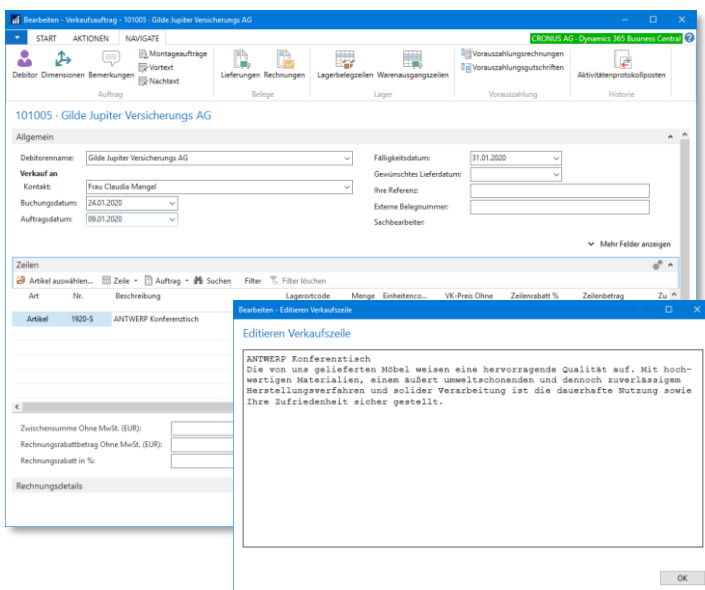 Bearbeiten - Verkaufsauftrag - 101005 · Gilde Jupiter Versicherungs AG
START AKTIONEN NAVIGATE
CRONUS AG - Dynamics 365 Business Central
Debitor Dimensionen Bemerkungen
Montageaufträge
Vortext
Nachtext
Auftrag
Lieferungen Rechnungen
Belege
Lagerbelegzeilen Warenausgangszeilen
Lager
Vorauszahlungsrechnungen
Vorauszahlungsgutschriften
Vorauszahlung
Aktivitätenprotokollposten
Historie
101005 · Gilde Jupiter Versicherungs AG
Allgemein
Debitorenname: Gilde Jupiter Versicherungs AG
Verkauf an
Kontakt: Frau Claudia Mangel
Buchungsdatum: 24.01.2020
Auftragsdatum: 09.01.2020
Fälligkeitsdatum: 31.01.2020
Gewünschtes Lieferdatum:
Ihre Referenz:
Externe Belegnummer:
Sachbearbeiter:
Mehr Felder anzeigen
Zeilen
Artikel auswählen... Zeile Auftrag Suchen Filter Filter löschen
Art Nr. Beschreibung Lagerortcode Menge Einheitenco... VK-Preis Ohne Zeilenrabatt % Zeilenbetrag Zu
Artikel 1920-S ANTWERP Konferenztisch
Zwischensumme Ohne MwSt. (EUR):
Rechnungsrabattbetrag Ohne MwSt. (EUR):
Rechnungsrabatt in %:
Rechnungsdetails
Bearbeiten - Editieren Verkaufszeile
Editieren Verkaufszeile
ANTWERP Konferenztisch
Die von uns gelieferten Möbel weisen eine hervorragende Qualität auf. Mit hoch-
wertigen Materialien, einem äußert umweltschonenden und dennoch zuverlässigem
Herstellungsverfahren und solider Verarbeitung ist die dauerhafte Nutzung sowie
Ihre Zufriedenheit sicher gestellt.
OK